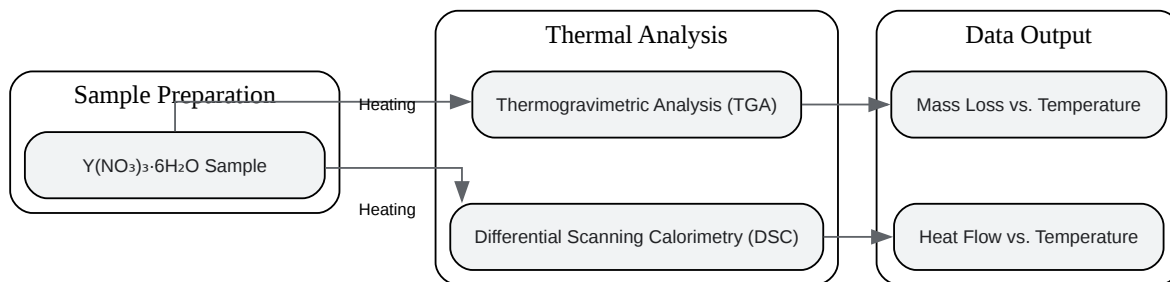 Thermal Analysis
Data Output
Sample Preparation
Heating
Thermogravimetric Analysis (TGA)
Mass Loss vs. Temperature
Y(NO₃)₃·6H₂O Sample
Heating
Differential Scanning Calorimetry (DSC)
Heat Flow vs. Temperature